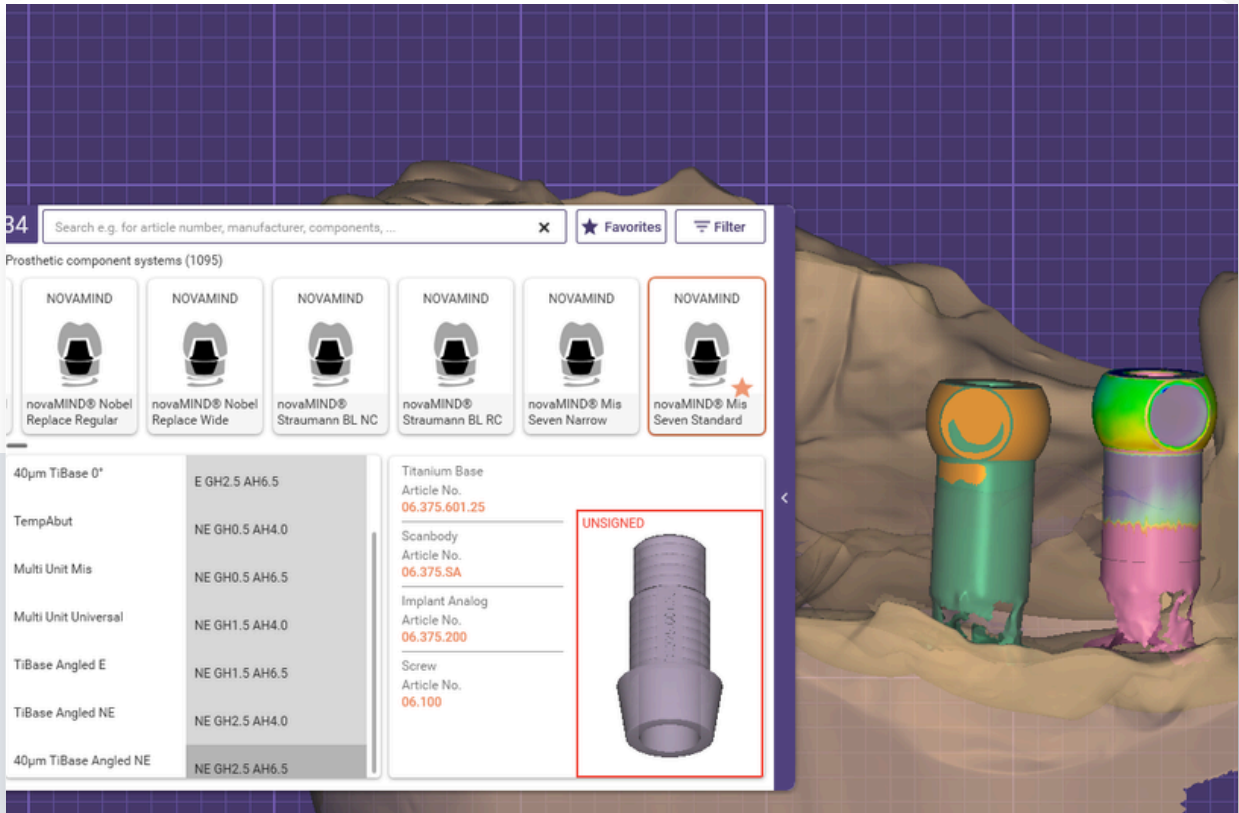 34
Search e.g. for article number, manufacturer, components, ...
Favorites
Filter
Prosthetic component systems (1095)
NOVAMIND
novaMIND® Nobel
Replace Regular
NOVAMIND
novaMIND® Nobel
Replace Wide
NOVAMIND
novaMIND®
Straumann BL NC
NOVAMIND
novaMIND®
Straumann BL RC
NOVAMIND
novaMIND® Mis
Seven Narrow
NOVAMIND
novaMIND® Mis
Seven Standard
40µm TiBase 0°
TempAbut
Multi Unit Mis
Multi Unit Universal
TiBase Angled E
TiBase Angled NE
40µm TiBase Angled NE
E GH2.5 AH6.5
NE GH0.5 AH4.0
NE GH0.5 AH6.5
NE GH1.5 AH4.0
NE GH1.5 AH6.5
NE GH2.5 AH4.0
NE GH2.5 AH6.5
Titanium Base
Article No.
06.375.601.25
Scanbody
Article No.
06.375.SA
Implant Analog
Article No.
06.375.200
Screw
Article No.
06.100
UNSIGNED